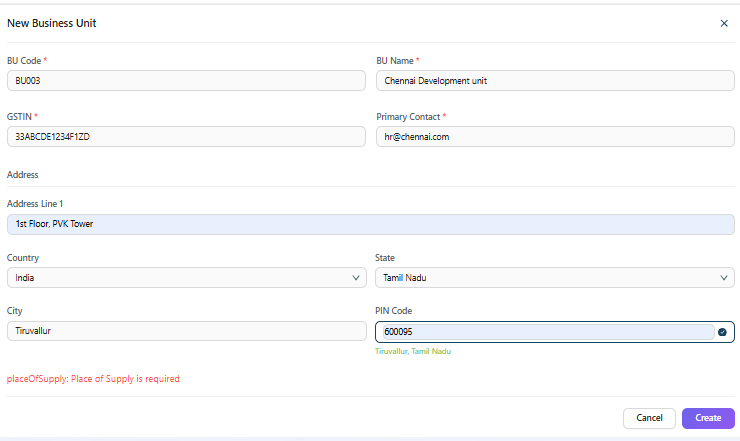 New Business Unit
BU Code * BU Name *
BU003 Chennai Development unit
GSTIN * Primary Contact *
33ABCDE1234F1ZD hr@chennai.com
Address
Address Line 1
1st Floor, PVK Tower
Country State
India Tamil Nadu
City PIN Code
Tiruvallur 600095
Tiruvallur, Tamil Nadu
placeOfSupply: Place of Supply is required
Cancel Create